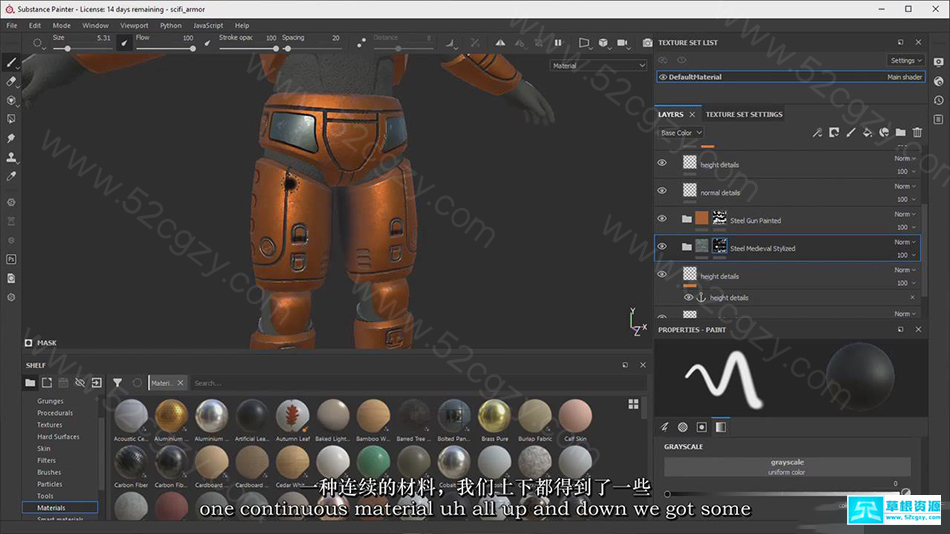 Substance Painter - License: 14 days remaining - scifi_armor
File Edit Mode Window Viewport Python JavaScript Help
Size 5.31 Flow 100 Stroke opa: 100 Spacing 20 Distance 8
Material
TEXTURE SET LIST
Settings
DefaultMaterial Main shader
LAYERS TEXTURE SET SETTINGS
Base Color
height details Norm 100
normal details Norm 100
Steel Gun Painted Norm 100
Steel Medieval Stylized Norm 100
height details Norm 100
height details
Norm
PROPERTIES - PAINT
Y
X
Z
MASK
SHELF
Materi... Search...
Grunges
Procedurals
Textures
Hard Surfaces
Skin
Filters
Brushes
Particles
Tools
Materials
Smart materials
Acoustic Ce... Aluminium ... Aluminium ... Artificial Lea... Autumn Leaf Baked Light... Bamboo W... Barred Tree ... Bolted Pan... Brass Pure Burlap Fabric Calf Skin
Carbon Fib... Carbon Fib... Cardboard ... Cardboard ... Cedar Whi...
GRAYSCALE
grayscale
uniform color
0
一种连续的材料，我们上下都得到了一些
one continuous material uh all up and down we got some
草根资源
www.52cgzy.com
www.52cgzy.com